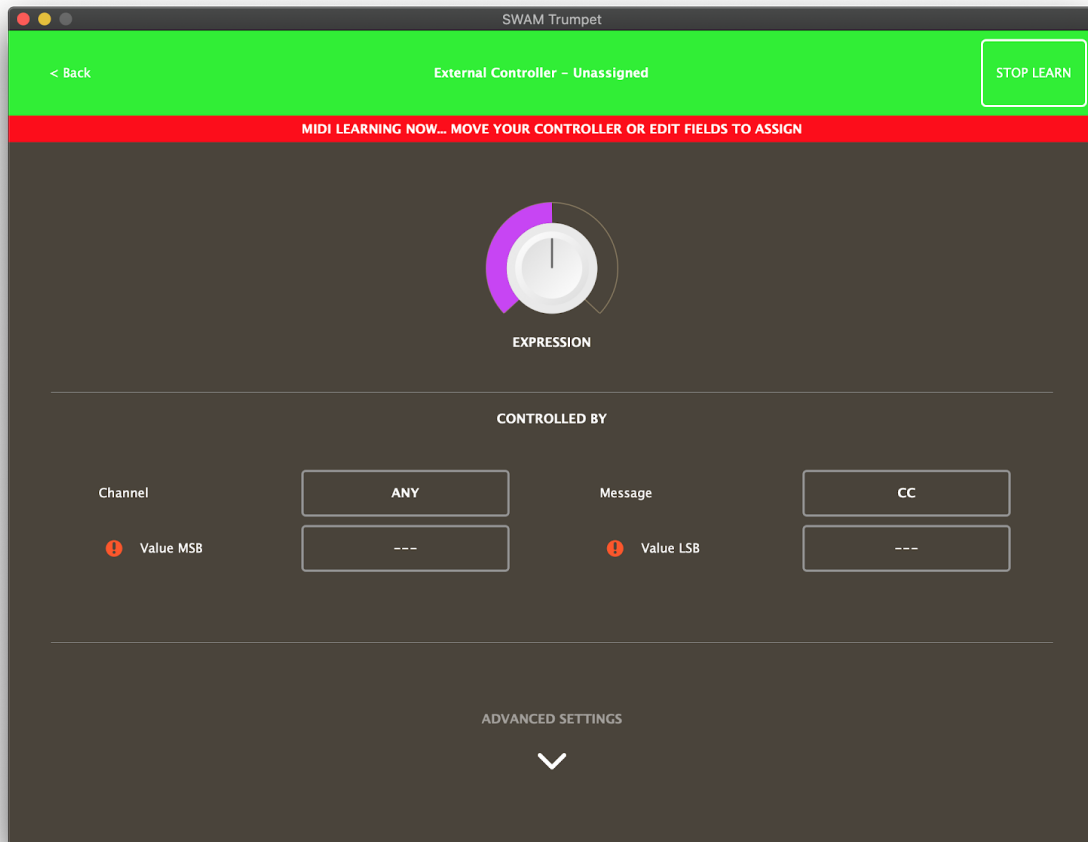 SWAM Trumpet
< Back
External Controller – Unassigned
STOP LEARN
MIDI LEARNING NOW... MOVE YOUR CONTROLLER OR EDIT FIELDS TO ASSIGN
EXPRESSION
CONTROLLED BY
Channel
ANY
Message
CC
Value MSB
---
Value LSB
---
ADVANCED SETTINGS